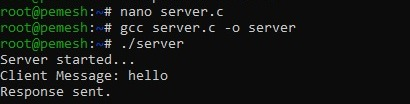 root@pemesh:~# nano server.c
root@pemesh:~# gcc server.c -o server
root@pemesh:~# ./server
Server started...
Client Message: hello
Response sent.